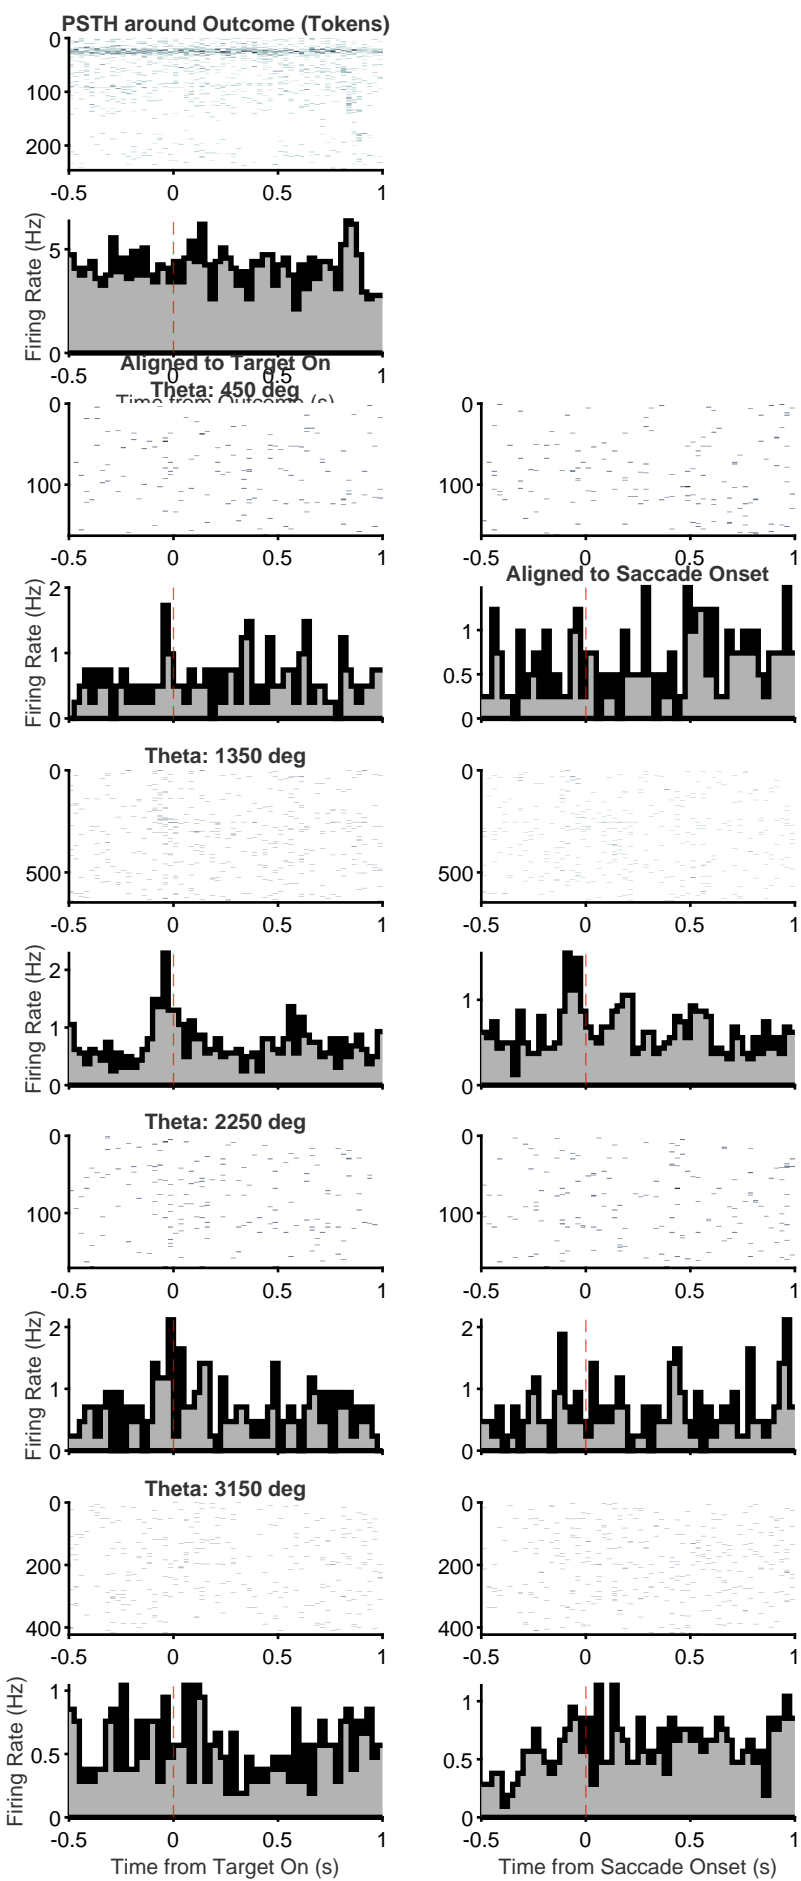 PSTH around Outcome (Tokens)
0
100
200
-0.5 0 0.5 1
Firing Rate (Hz)
5
0
-0.5 0 0.5 1
Time from Outcome (s)
Aligned to Target On
Theta: 450 deg
0
100
-0.5 0 0.5 1
0
100
-0.5 0 0.5 1
Firing Rate (Hz)
2
1
0
Aligned to Saccade Onset
1
0.5
0
Theta: 1350 deg
0
500
-0.5 0 0.5 1
0
500
-0.5 0 0.5 1
Firing Rate (Hz)
2
1
0
1
0
Theta: 2250 deg
0
100
-0.5 0 0.5 1
0
100
-0.5 0 0.5 1
Firing Rate (Hz)
2
1
0
2
1
0
Theta: 3150 deg
0
200
400
-0.5 0 0.5 1
0
200
400
-0.5 0 0.5 1
Firing Rate (Hz)
1
0.5
0
-0.5 0 0.5 1
Time from Target On (s)
1
0.5
0
-0.5 0 0.5 1
Time from Saccade Onset (s)